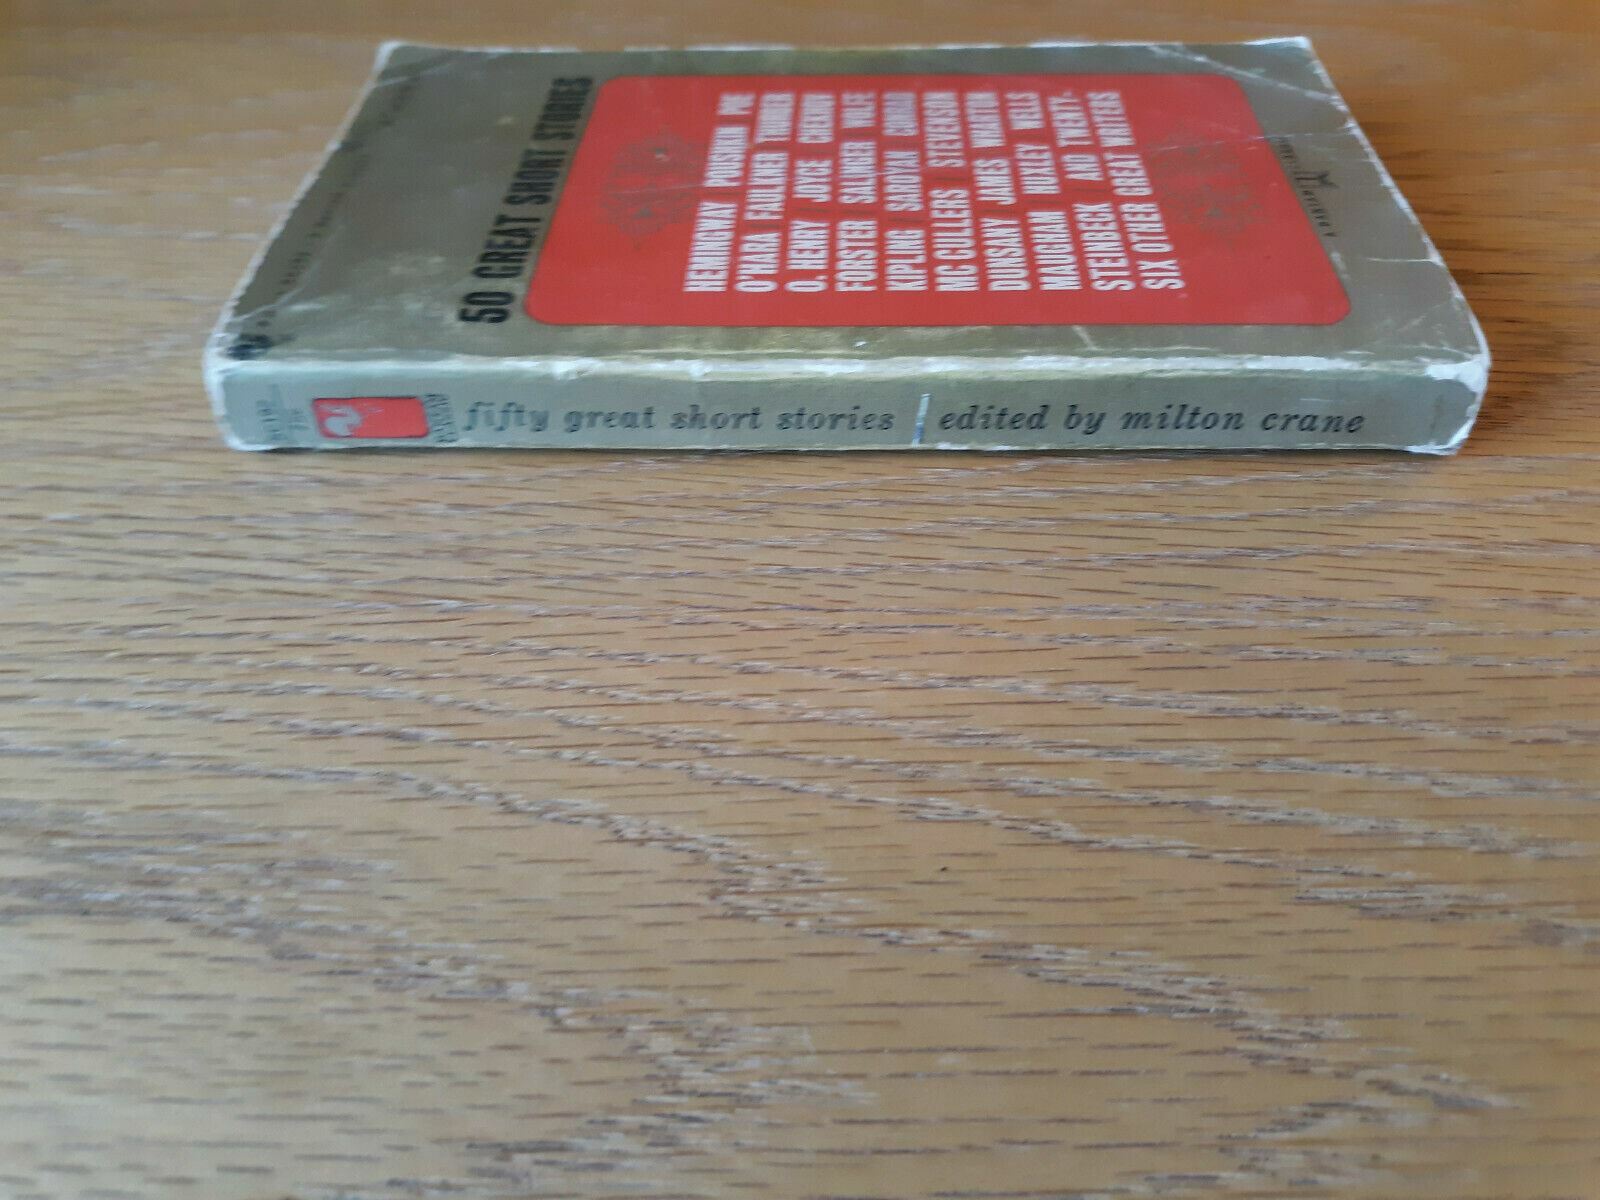 50 GREAT SHORT STORIES
HEMINGWAY / PUSHKIN / POE
O'HARA / FAULKNER / THURBER
O. HENRY / JOYCE / CHEEVER
FORSTER / SALINGER / WOLFE
KIPLING / SAROYAN / CONRAD
MC CULLERS / STEVENSON
DUNSANY / JAMES / WHARTON
MAUGHAM / HUXLEY / WELLS
STEINBECK / AND TWENTY-
SIX OTHER GREAT WRITERS
fifty great short stories | edited by milton crane